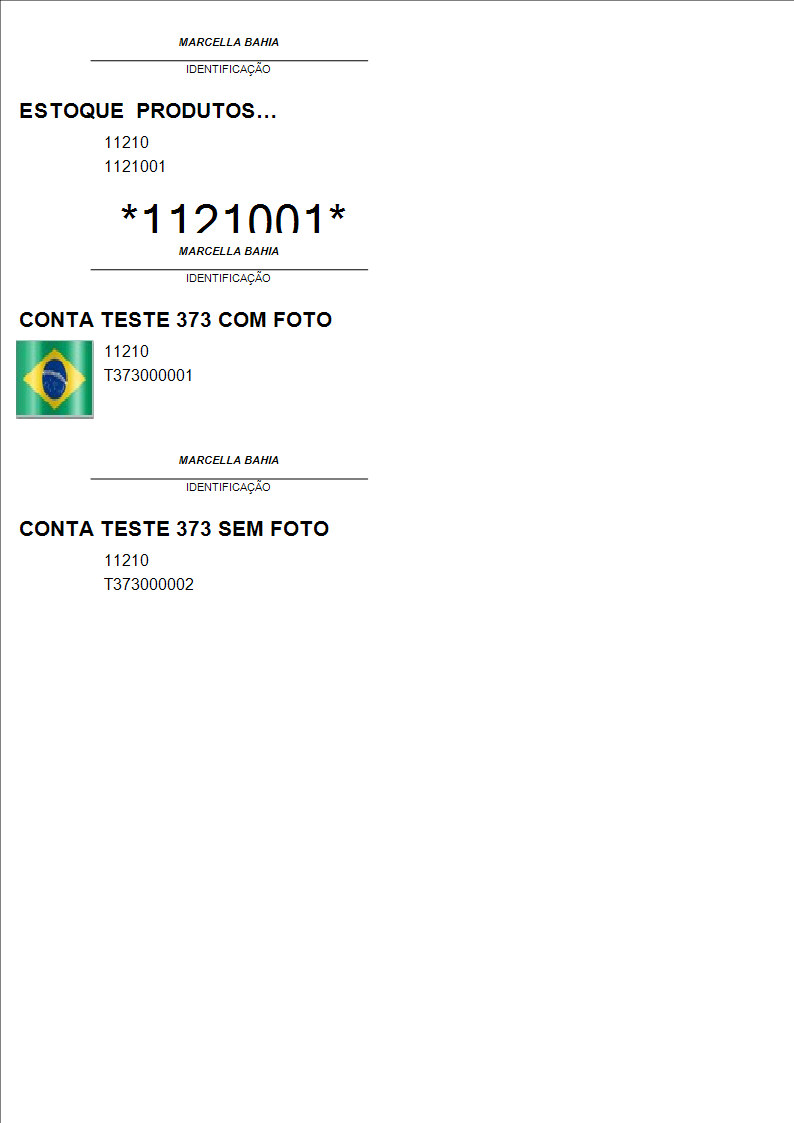 MARCELLA BAHIA
IDENTIFICAÇÃO
ESTOQUE PRODUTOS...
11210
1121001
*1121001*
MARCELLA BAHIA
IDENTIFICAÇÃO
CONTA TESTE 373 COM FOTO
11210
T373000001
MARCELLA BAHIA
IDENTIFICAÇÃO
CONTA TESTE 373 SEM FOTO
11210
T373000002